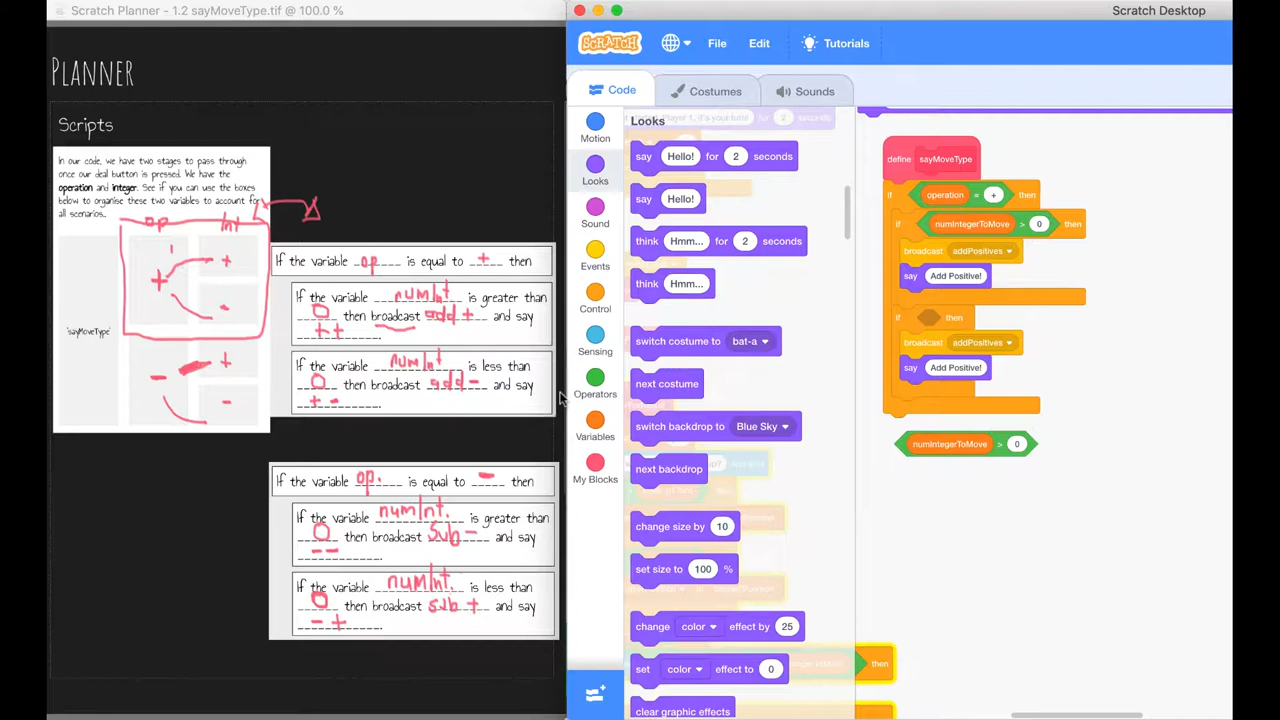 Scratch Planner - 1.2 sayMoveType.tif @ 100.0 %
PLANNER
Scripts
In our code, we have two stages to pass through
once our deal button is pressed. We have the
operation and integer. See if you can use the boxes
below to organise these two variables to account for
all scenarios..
op int
+ +
-
'sayMoveType'
- +
-
If the variable op is equal to + then
If the variable numInt is greater than
0 then broadcast add + and say
++
If the variable numInt is less than
0 then broadcast add - and say
+ -
If the variable op. is equal to - then
If the variable numInt. is greater than
0 then broadcast sub - and say
--
If the variable numInt. is less than
0 then broadcast sub + and say
- +
Scratch Desktop
SCRATCH File Edit Tutorials
Code Costumes Sounds
Motion
Looks
Sound
Events
Control
Sensing
Operators
Variables
My Blocks
Player 1, it's your turn! for 2 seconds
Looks
say Hello! for 2 seconds
say Hello!
think Hmm... for 2 seconds
think Hmm...
switch costume to bat-a
next costume
switch backdrop to Blue Sky
next backdrop
change size by 10
set size to 100 %
change color effect by 25
set color effect to 0
clear graphic effects
define sayMoveType
if operation = + then
if numIntegerToMove > 0 then
broadcast addPositives
say Add Positive!
if then
broadcast addPositives
say Add Positive!
numIntegerToMove > 0
then